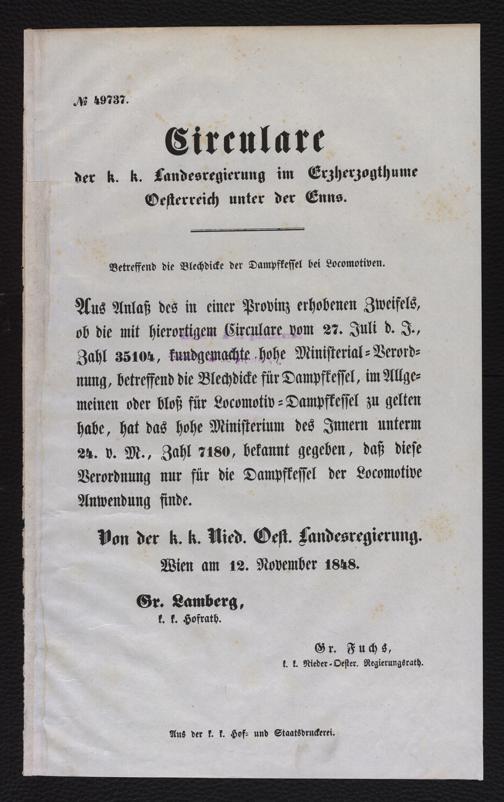 № 49737.
Circulare
der k. k. Landesregierung im Erzherzogthume
Oesterreich unter der Enns.
Betreffend die Blechdicke der Dampfkessel bei Locomotiven.
Aus Anlaß des in einer Provinz erhobenen Zweifels,
ob die mit hierortigem Circulare vom 27. Juli d. J.,
Zahl 35104, kundgemachte hohe Ministerial-Verord-
nung, betreffend die Blechdicke für Dampfkessel, im Allge-
meinen oder bloß für Locomotiv-Dampfkessel zu gelten
habe, hat das hohe Ministerium des Innern unterm
24. v. M., Zahl 7180, bekannt gegeben, daß diese
Verordnung nur für die Dampfkessel der Locomotive
Anwendung finde.
Von der k. k. Nied. Oest. Landesregierung.
Wien am 12. November 1848.
Gr. Lamberg,
k. k. Hofrath.
Gr. Fuchs,
k. k. Nieder-Oester. Regierungsrath.
Aus der k. k. Hof- und Staatsdruckerei.